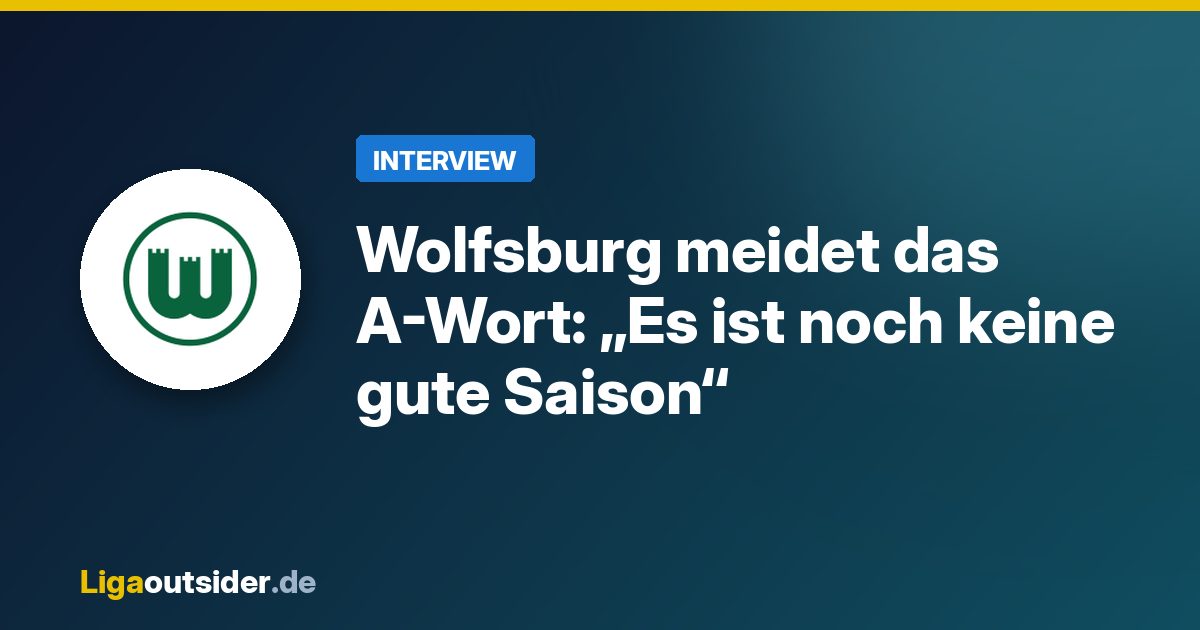 INTERVIEW
Wolfsburg meidet das
A-Wort: „Es ist noch keine
gute Saison“
W
Ligaoutsider.de